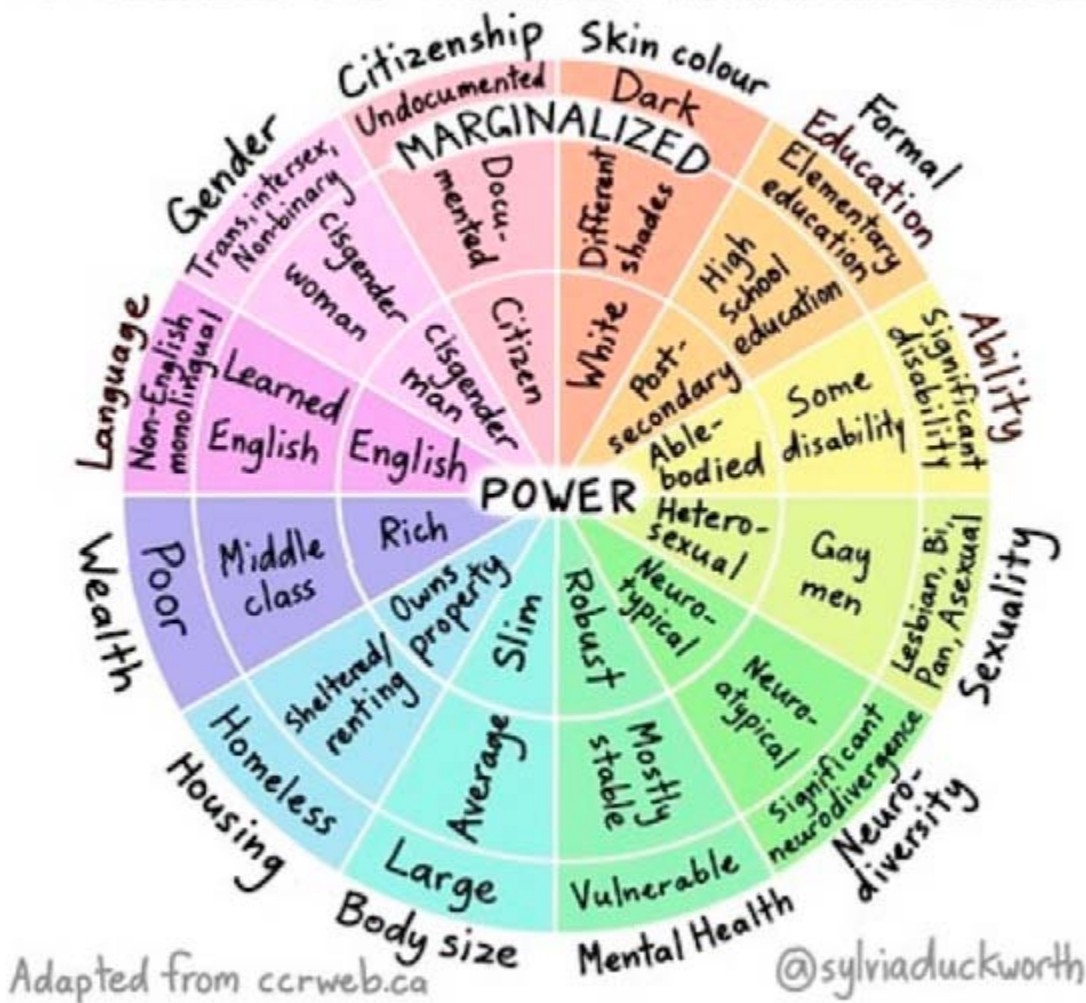 Citizenship
Undocumented
Docu-
mented
Citizen
Skin colour
Dark
Different
shades
White
Formal
Education
Elementary
education
High
school
education
Post-
secondary
Ability
Significant
disability
Some
disability
Able-
bodied
Sexuality
Lesbian, Bi,
Pan, Asexual
Gay
men
Hetero-
sexual
Neuro-
diversity
Significant
neurodivergence
Neuro-
atypical
Neuro-
typical
Mental Health
Vulnerable
Mostly
stable
Robust
Body size
Large
Average
Slim
Housing
Homeless
Sheltered/
renting
Owns
property
Wealth
Poor
Middle
class
Rich
Language
Non-English
monolingual
Learned
English
English
Gender
Trans, intersex,
Non-binary
cisgender
woman
cisgender
man
MARGINALIZED
POWER
Adapted from ccrweb.ca
@sylviaduckworth